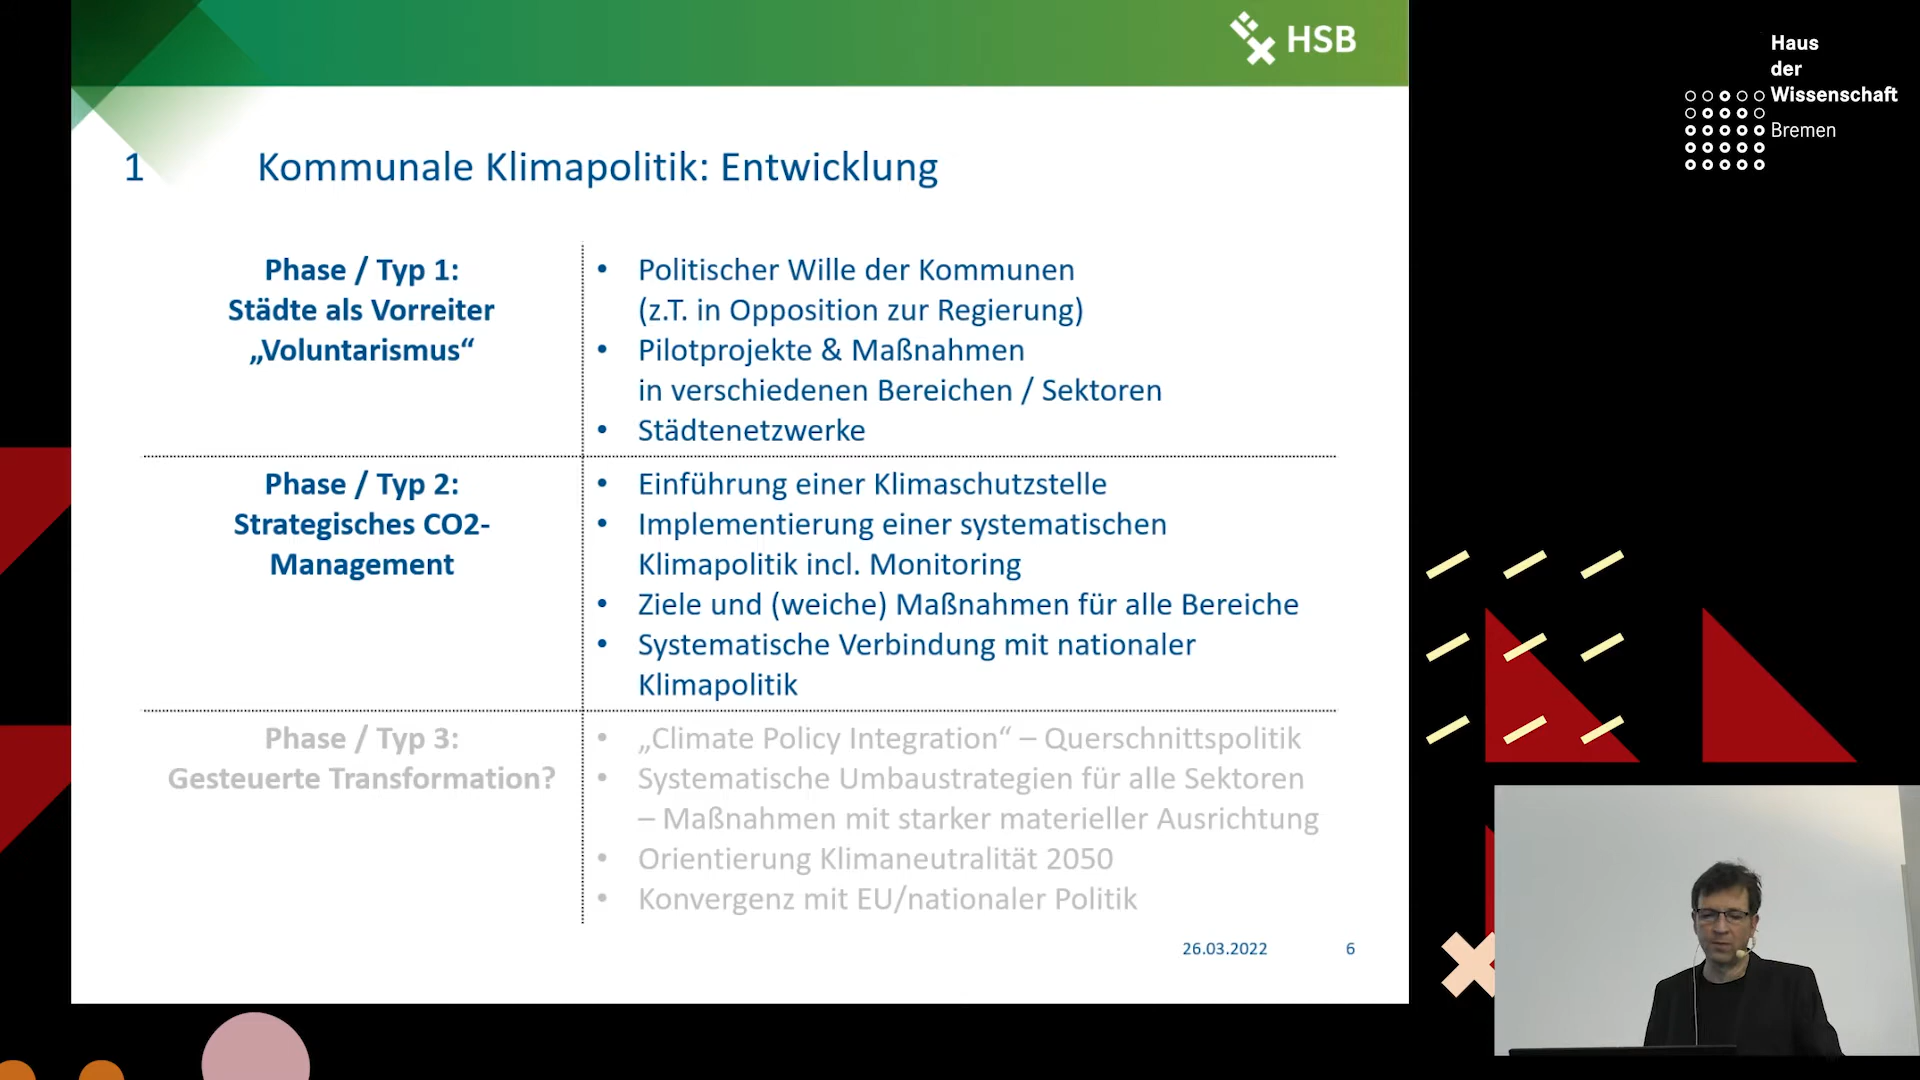 HSB
Haus
der
Wissenschaft
Bremen
1 Kommunale Klimapolitik: Entwicklung
Phase / Typ 1:
Städte als Vorreiter
„Voluntarismus“
• Politischer Wille der Kommunen
(z.T. in Opposition zur Regierung)
• Pilotprojekte & Maßnahmen
in verschiedenen Bereichen / Sektoren
• Städtenetzwerke
Phase / Typ 2:
Strategisches CO2-
Management
• Einführung einer Klimaschutzstelle
• Implementierung einer systematischen
Klimapolitik incl. Monitoring
• Ziele und (weiche) Maßnahmen für alle Bereiche
• Systematische Verbindung mit nationaler
Klimapolitik
Phase / Typ 3:
Gesteuerte Transformation?
• „Climate Policy Integration“ – Querschnittspolitik
• Systematische Umbaustrategien für alle Sektoren
– Maßnahmen mit starker materieller Ausrichtung
• Orientierung Klimaneutralität 2050
• Konvergenz mit EU/nationaler Politik
26.03.2022 6